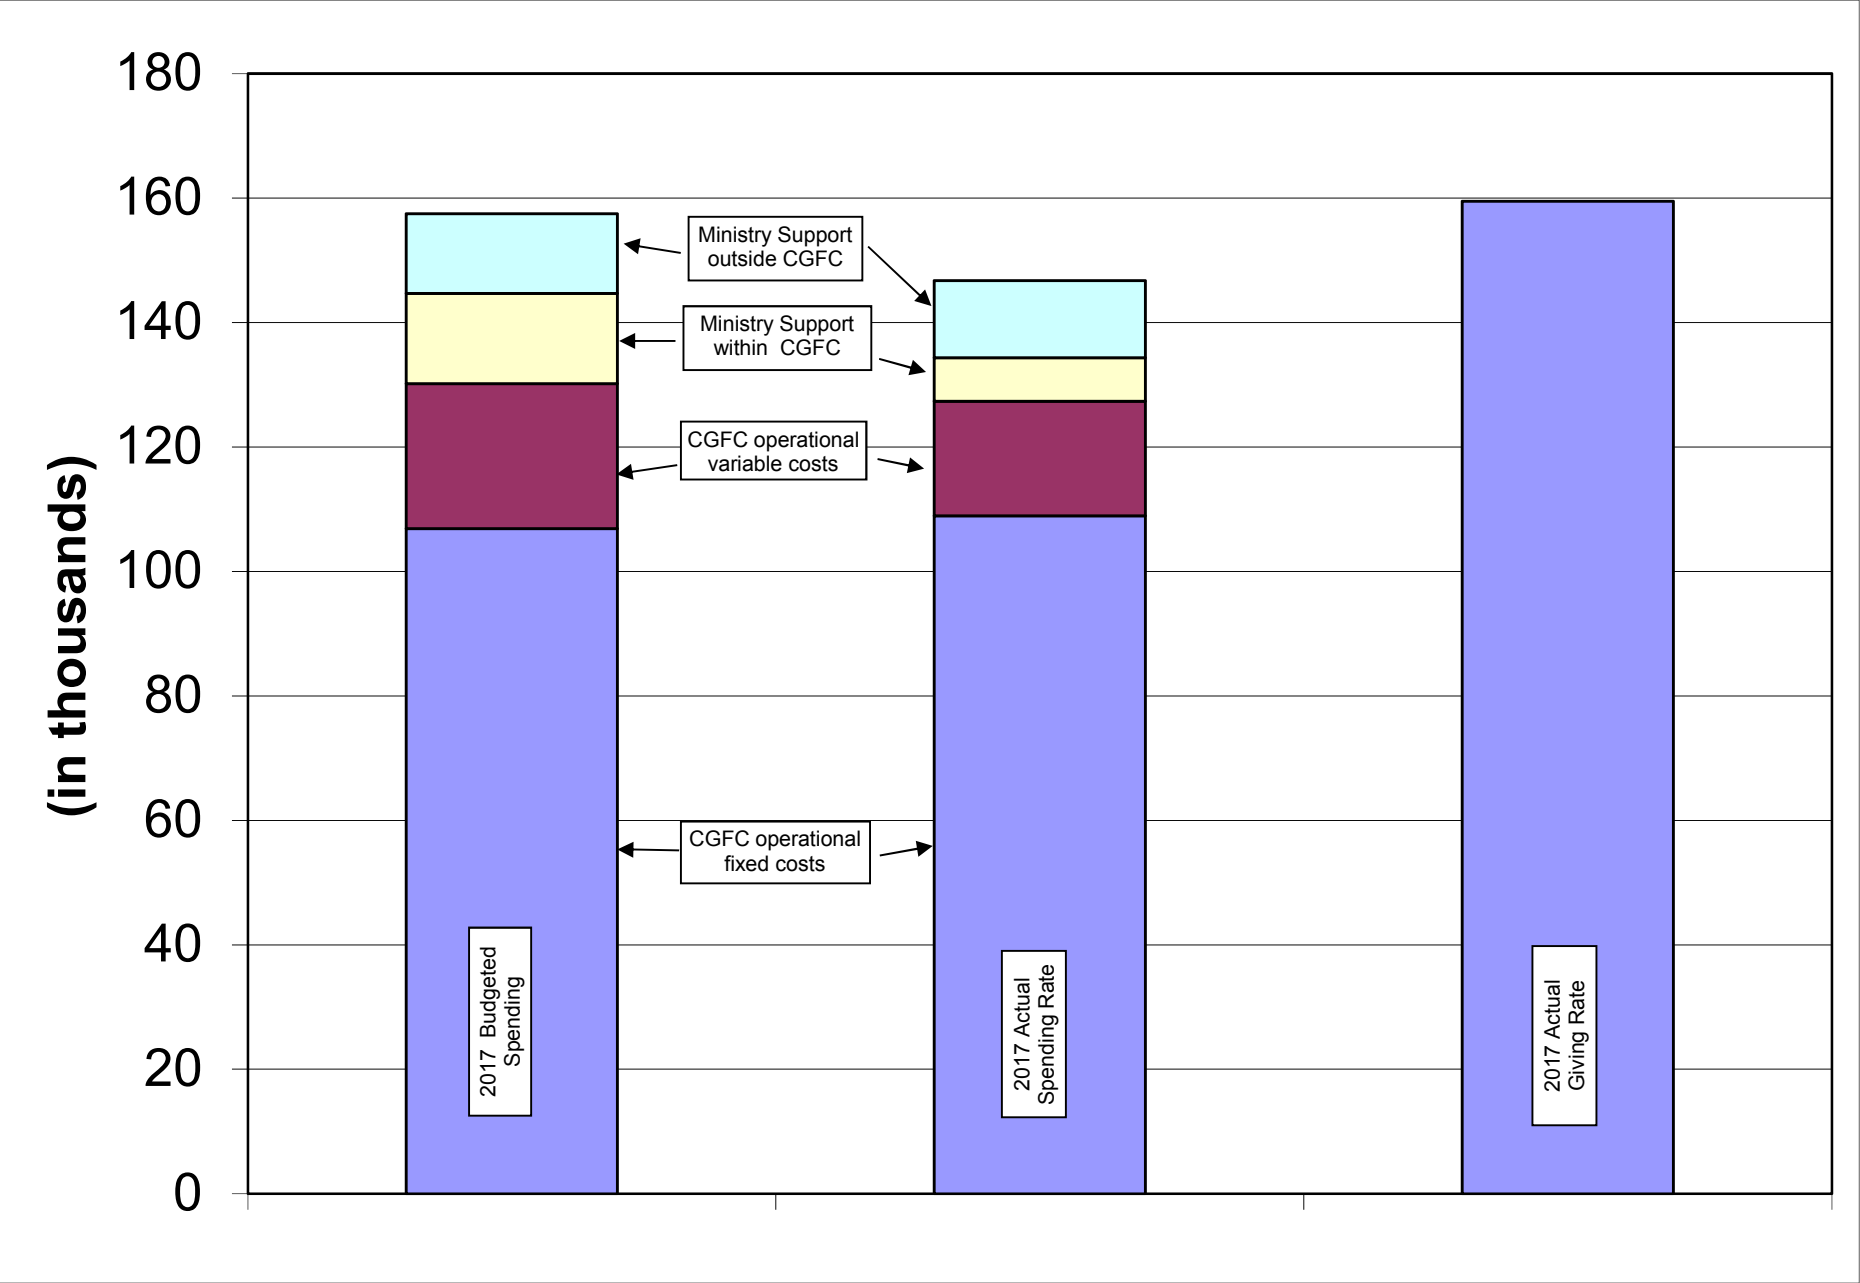 (in thousands)
180
160
140
120
100
80
60
40
20
0
Ministry Support
outside CGFC
Ministry Support
within  CGFC
CGFC operational
variable costs
CGFC operational
fixed costs
2017  Budgeted
Spending
2017 Actual
Spending Rate
2017 Actual
Giving Rate